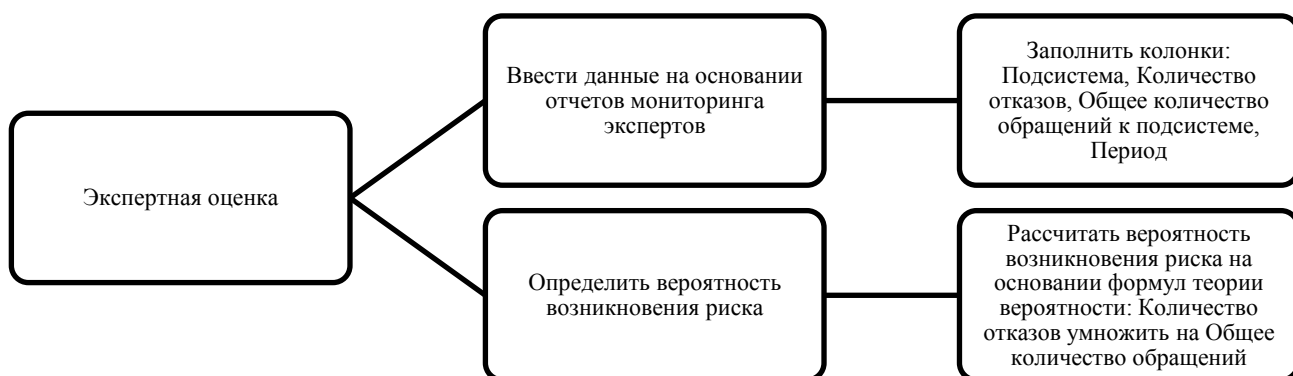 Экспертная оценка
Ввести данные на основании
отчетов мониторинга
экспертов
Заполнить колонки:
Подсистема, Количество
отказов, Общее количество
обращений к подсистеме,
Период
Определить вероятность
возникновения риска
Рассчитать вероятность
возникновения риска на
основании формул теории
вероятности: Количество
отказов умножить на Общее
количество обращений